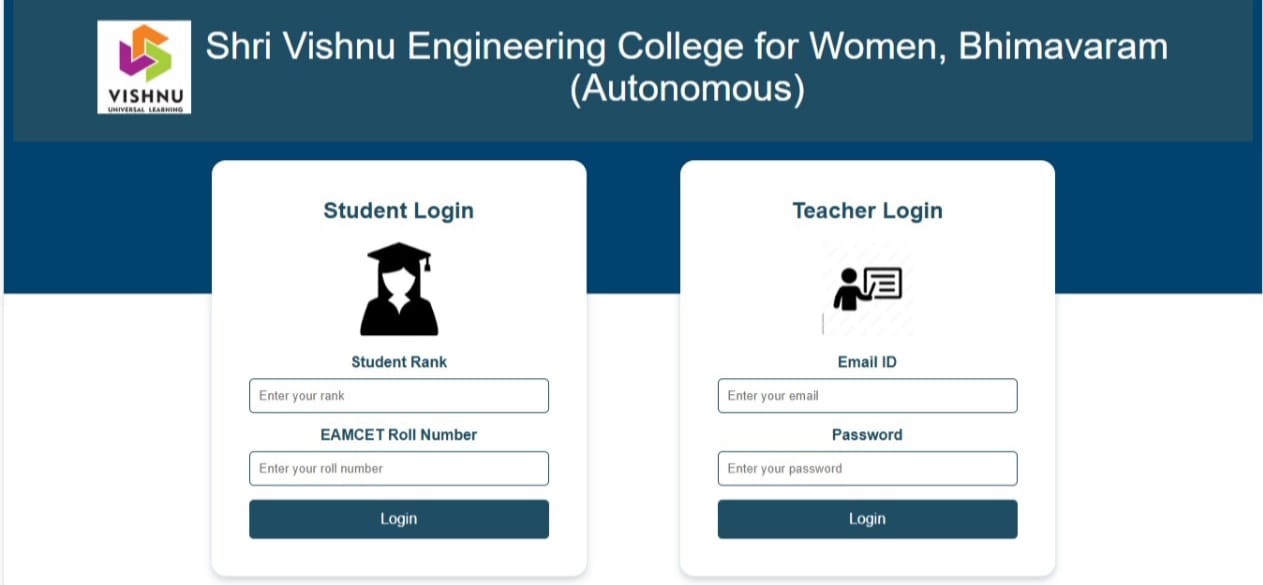 Shri Vishnu Engineering College for Women, Bhimavaram
(Autonomous)
VISHNU
UNIVERSAL LEARNING
Student Login
Student Rank
Enter your rank
EAMCET Roll Number
Enter your roll number
Login
Teacher Login
Email ID
Enter your email
Password
Enter your password
Login